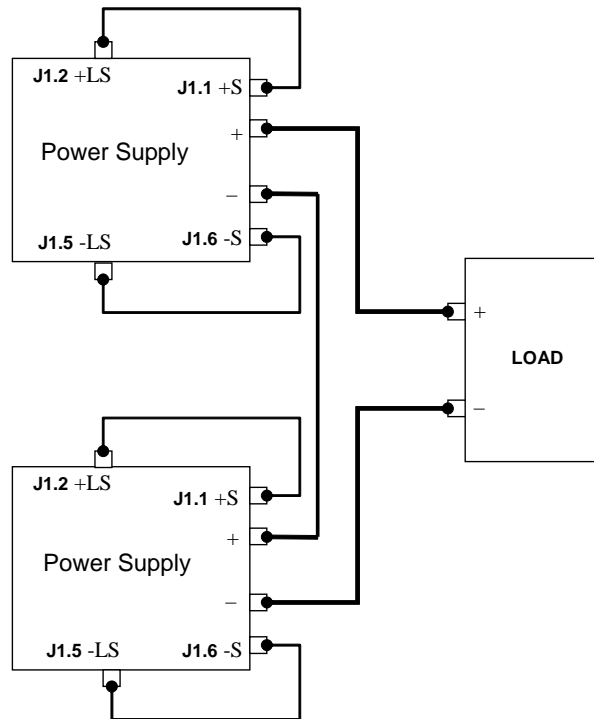 J1.2 +LS
J1.1 +S
+
Power Supply
−
J1.5 -LS
J1.6 -S
+
LOAD
−
J1.2 +LS
J1.1 +S
+
Power Supply
−
J1.5 -LS
J1.6 -S